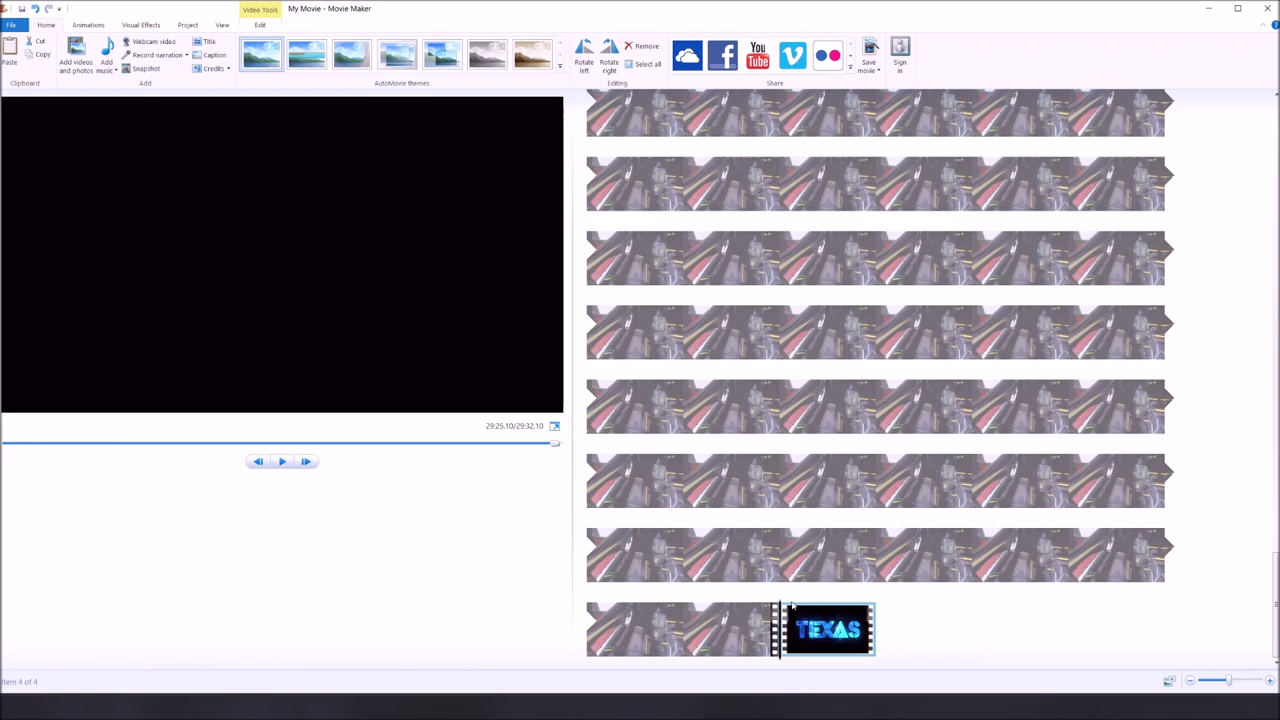 Video Tools
My Movie - Movie Maker
File
Home
Animations
Visual Effects
Project
View
Edit
Paste
Cut
Copy
Clipboard
Add videos
and photos
Add
music
Webcam video
Record narration
Snapshot
Title
Caption
Credits
Add
AutoMovie themes
Rotate
left
Rotate
right
Remove
Select all
Editing
You
Tube
Share
Save
movie
Sign
in
29:25.10/29:32.10
TEXAS
Item 4 of 4